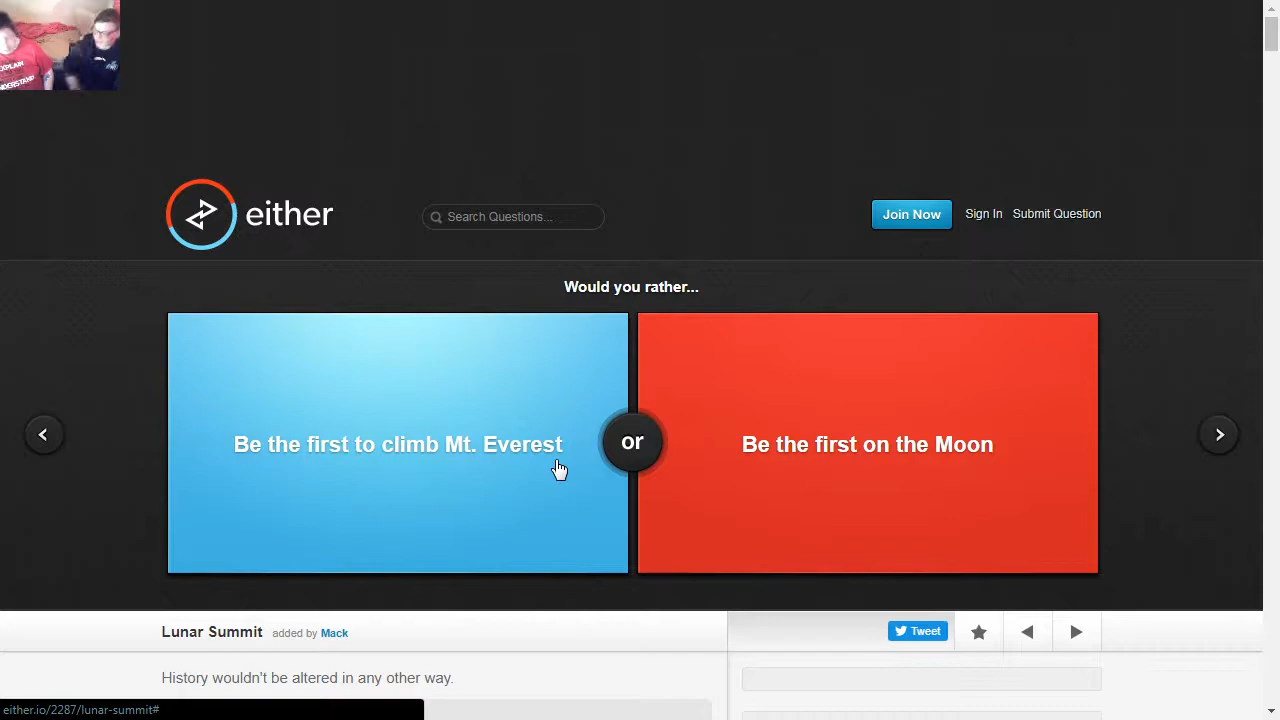 EXPLAIN
UNDERSTAND
either
Search Questions...
Join Now
Sign In
Submit Question
Would you rather...
Be the first to climb Mt. Everest
or
Be the first on the Moon
Lunar Summit added by Mack
Tweet
History wouldn't be altered in any other way.
either.io/2287/lunar-summit#